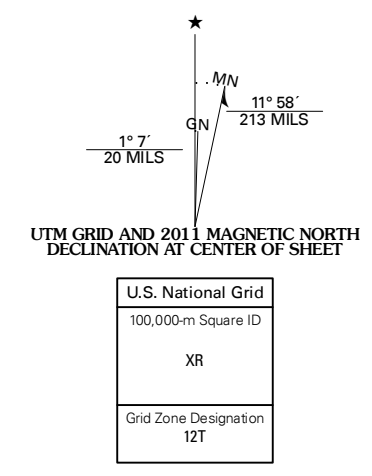 MN
11° 58´
213 MILS
GN
1° 7´
20 MILS
UTM GRID AND 2011 MAGNETIC NORTH
DECLINATION AT CENTER OF SHEET
U.S. National Grid
100,000-m Square ID
XR
Grid Zone Designation
12T